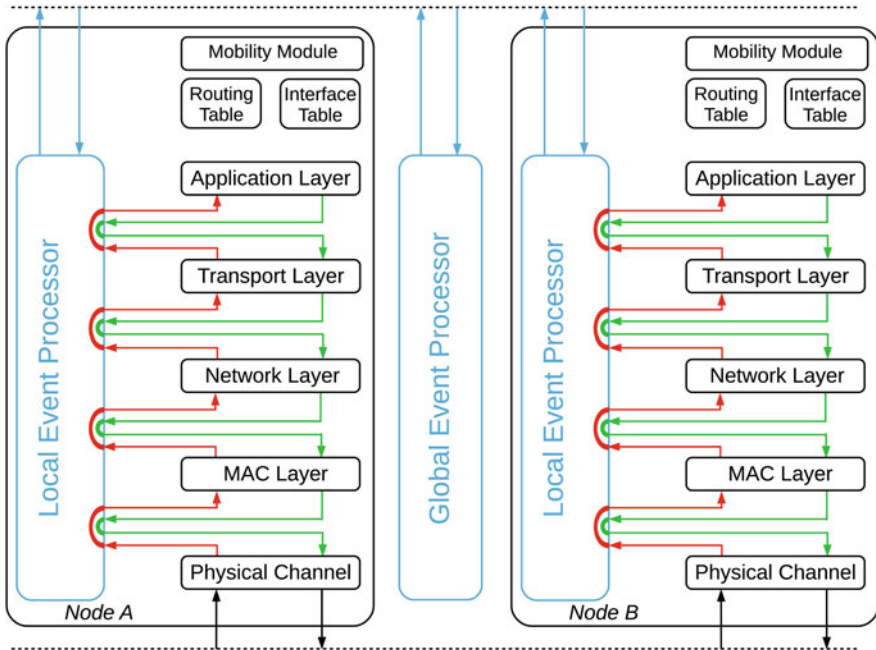 Mobility Module
Routing
Table
Interface
Table
Local Event Processor
Application Layer
Transport Layer
Network Layer
MAC Layer
Physical Channel
Node A
Global Event Processor
Mobility Module
Routing
Table
Interface
Table
Local Event Processor
Application Layer
Transport Layer
Network Layer
MAC Layer
Physical Channel
Node B